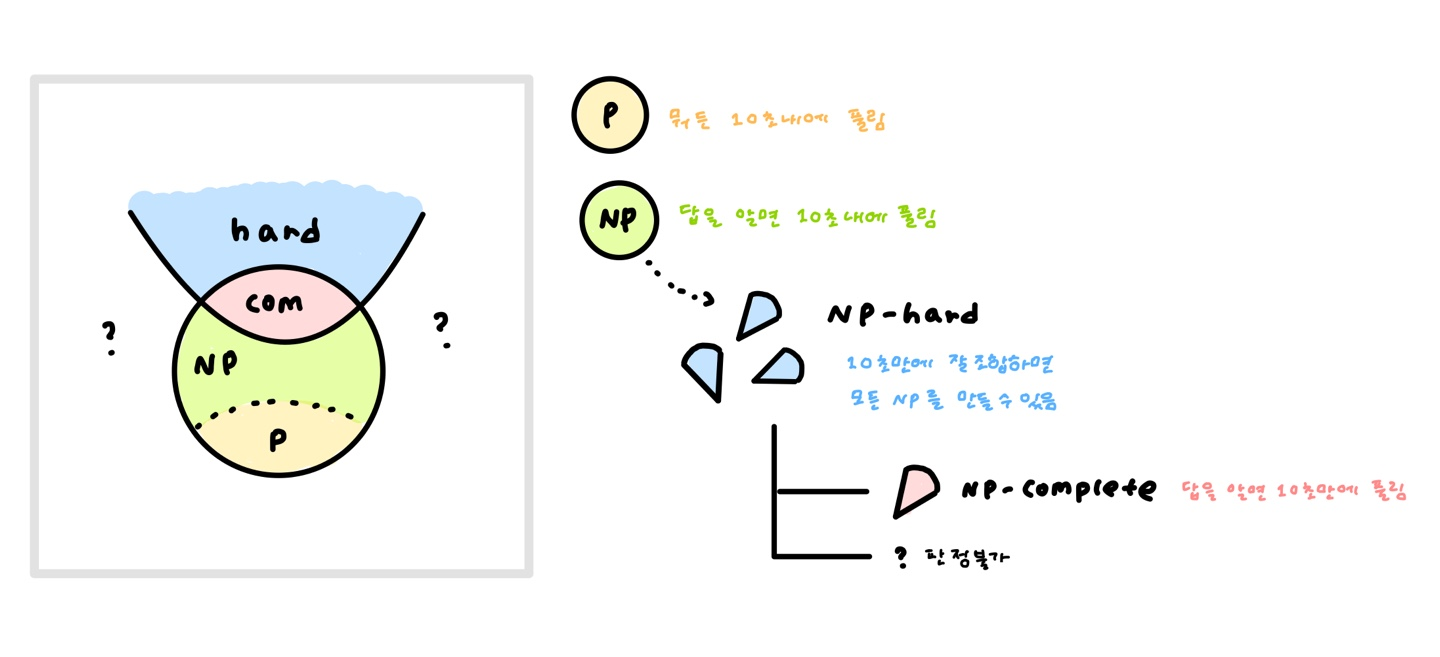 hard
com
?
?
NP
P
P
뭐든 10초내에 풀림
NP
답을 알면 10초내에 풀림
NP-hard
10초만에 잘 조합하면
모든 NP를 만들 수 있음
NP-complete 답을 알면 10초만에 풀림
? 판정불가